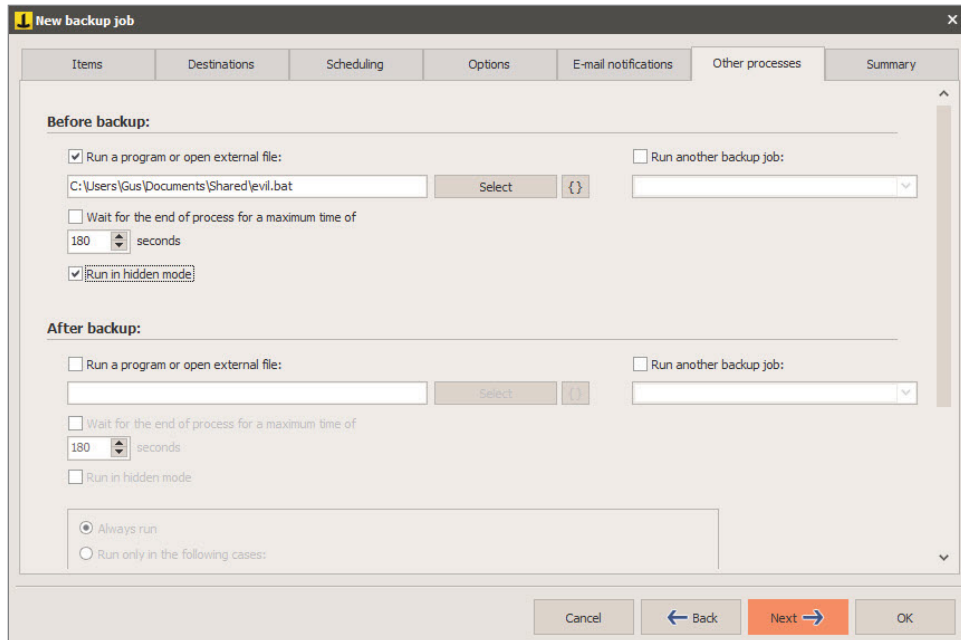 New backup job
Items Destinations Scheduling Options E-mail notifications Other processes Summary
Before backup:
Run a program or open external file: Run another backup job:
C:\Users\Gus\Documents\Shared\evil.bat Select {}
Wait for the end of process for a maximum time of
180 seconds
Run in hidden mode
After backup:
Run a program or open external file: Run another backup job:
Select {}
Wait for the end of process for a maximum time of
180 seconds
Run in hidden mode
Always run
Run only in the following cases:
Cancel Back Next OK